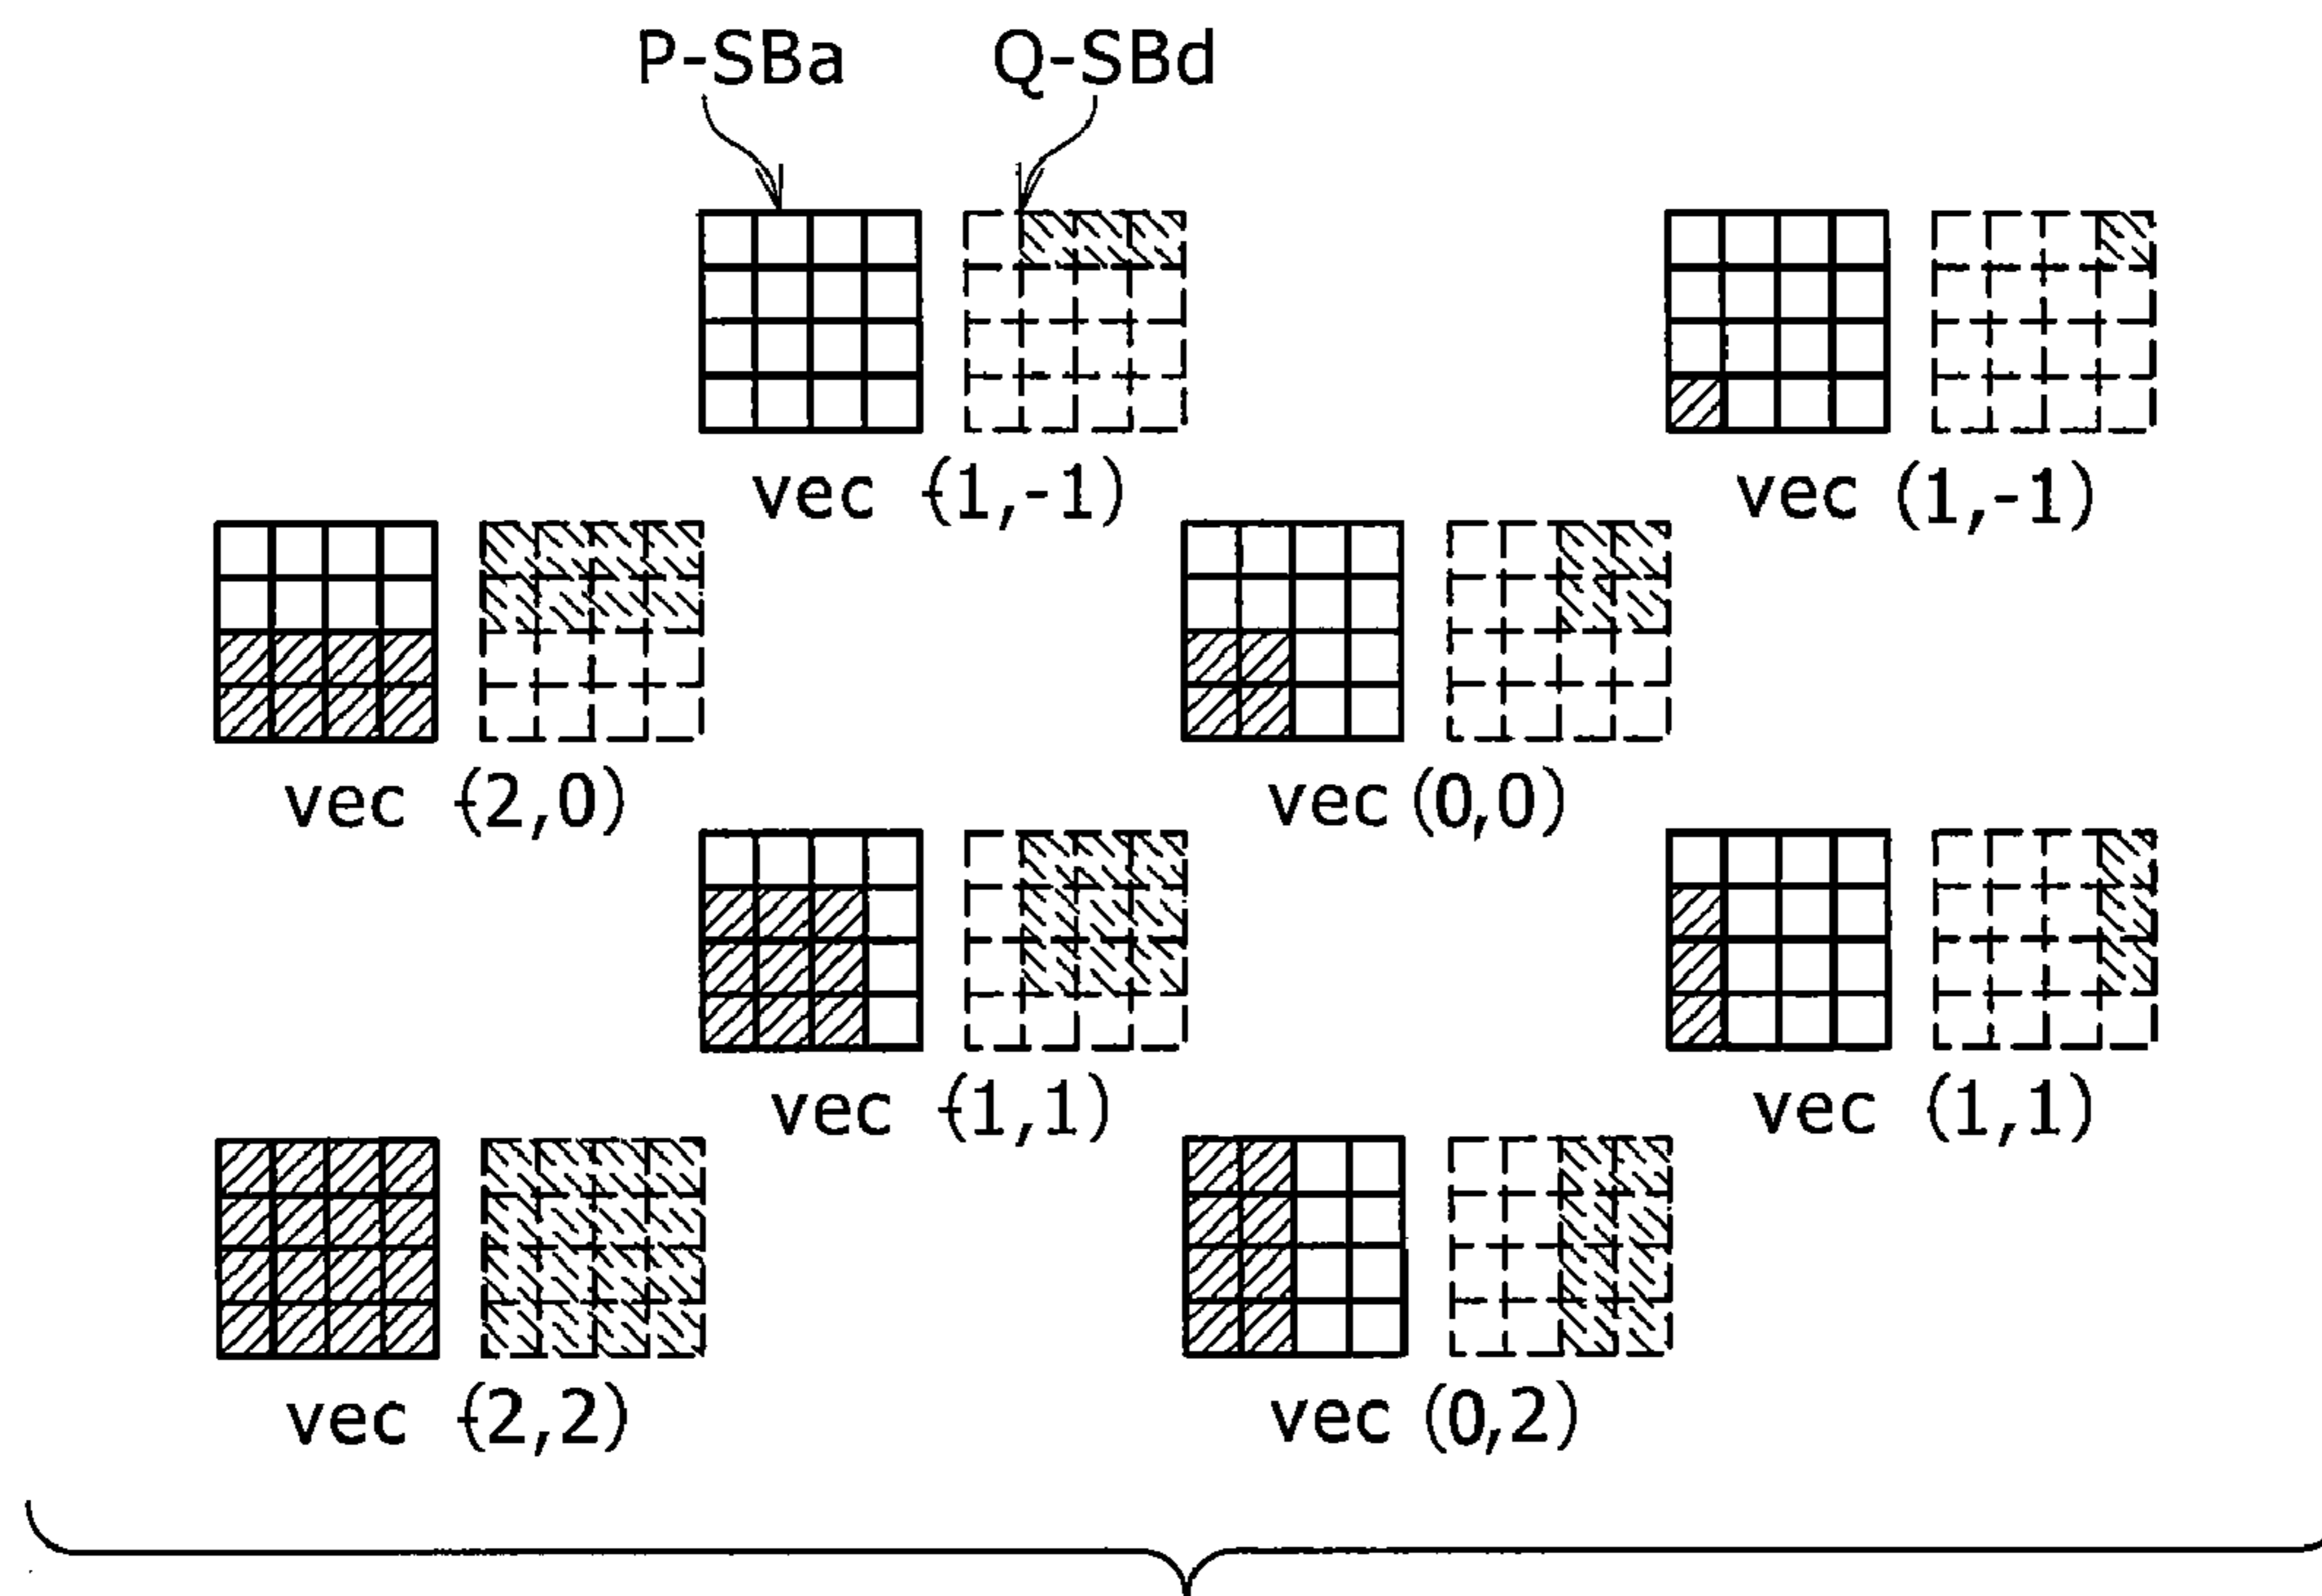 P-SBa Q-SBd
vec (-1,-1)
vec (1,-1)
vec (-2,0)
vec (0,0)
vec (-1,1)
vec (1,1)
vec (-2,2)
vec (0,2)